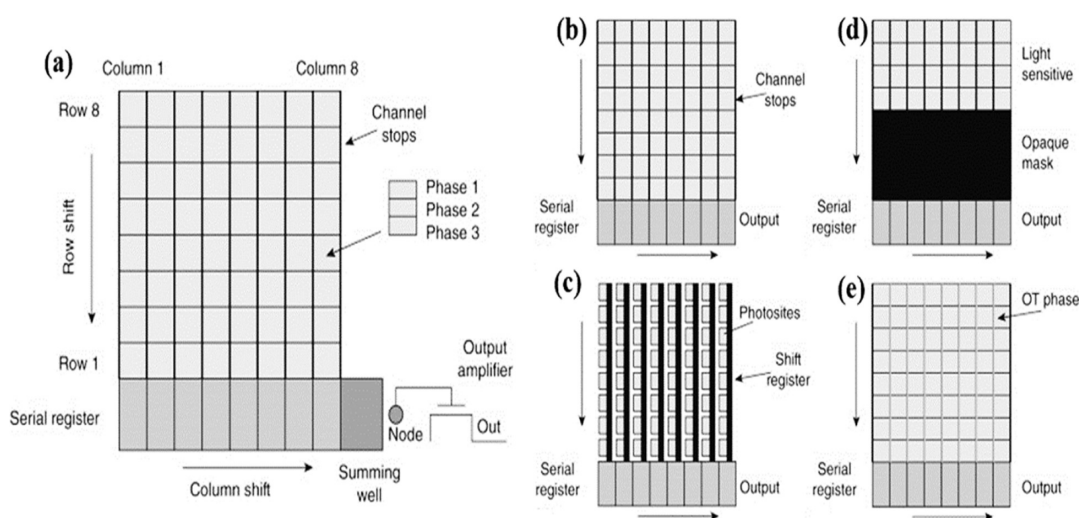 (a)
Column 1
Column 8
Row 8
Channel
stops
Phase 1
Phase 2
Phase 3
Row shift
Row 1
Output
amplifier
Serial register
Node
Out
Column shift
Summing
well
(b)
Channel
stops
Serial
register
Output
(c)
Photosites
Shift
register
Serial
register
Output
(d)
Light
sensitive
Opaque
mask
Serial
register
Output
(e)
OT phase
Serial
register
Output